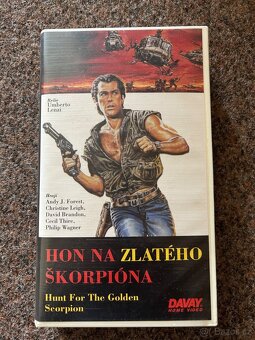 Režie
Umberto
Lenzi
Hrají
Andy J. Forest,
Christine Leigh,
David Brandon,
Cecil Thire,
Philip Wagner
HON NA ZLATÉHO
ŠKORPIÓNA
Hunt For The Golden
Scorpion
DAVAY
HOME VIDEO